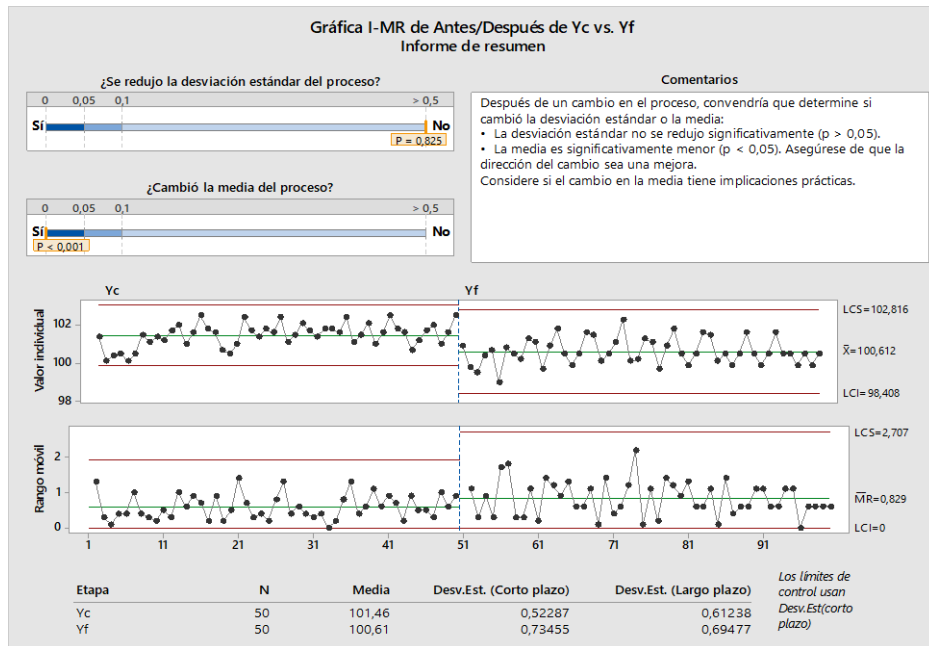 Gráfica I-MR de Antes/Después de Yc vs. Yf
Informe de resumen
¿Se redujo la desviación estándar del proceso?
0 0,05 0,1 > 0,5
Sí No
P = 0,825
¿Cambió la media del proceso?
0 0,05 0,1 > 0,5
Sí No
P < 0,001
Comentarios
Después de un cambio en el proceso, convendría que determine si
cambió la desviación estándar o la media:
• La desviación estándar no se redujo significativamente (p > 0,05).
• La media es significativamente menor (p < 0,05). Asegúrese de que la
dirección del cambio sea una mejora.
Considere si el cambio en la media tiene implicaciones prácticas.
Yc Yf
Valor individual
102
100
98
LCS=102,816
X̄=100,612
LCI=98,408
Rango móvil
2
1
0
LCS=2,707
M̅R̅=0,829
LCI=0
1 11 21 31 41 51 61 71 81 91
Etapa N Media Desv.Est. (Corto plazo) Desv.Est. (Largo plazo)
Yc 50 101,46 0,52287 0,61238
Yf 50 100,61 0,73455 0,69477
Los límites de
control usan
Desv.Est(corto
plazo)